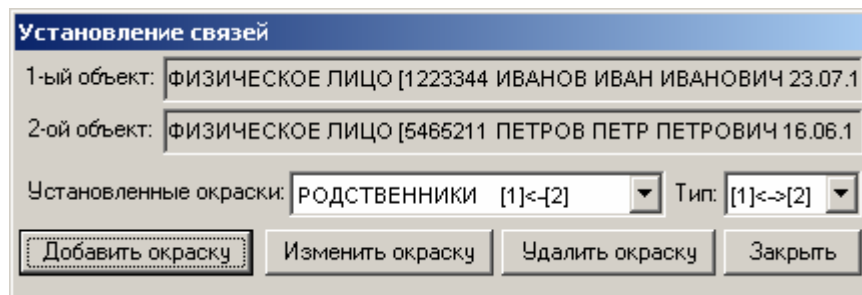 Установление связей
1-ый объект: ФИЗИЧЕСКОЕ ЛИЦО [1223344 ИВАНОВ ИВАН ИВАНОВИЧ 23.07.1
2-ой объект: ФИЗИЧЕСКОЕ ЛИЦО [5465211 ПЕТРОВ ПЕТР ПЕТРОВИЧ 16.06.1
Установленные окраски: РОДСТВЕННИКИ [1]<-[2] Тип: [1]<->[2]
Добавить окраску Изменить окраску Удалить окраску Закрыть